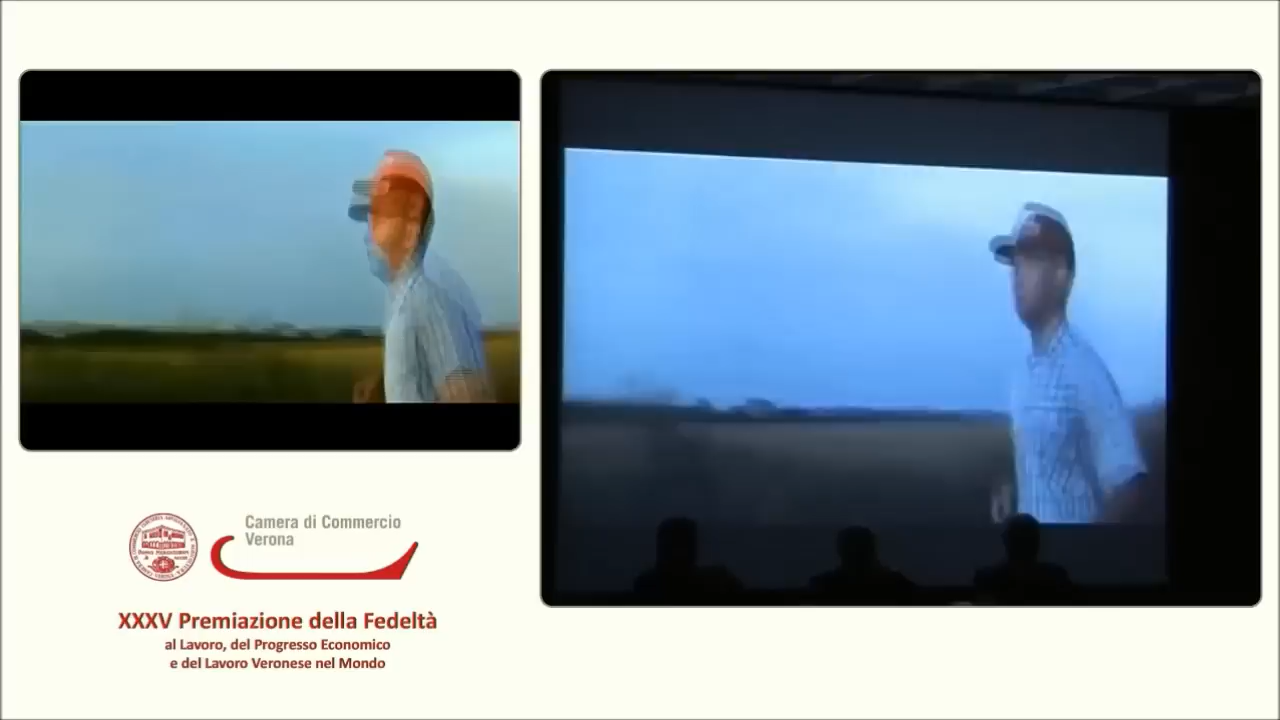 Camera di Commercio
Verona
XXXV Premiazione della Fedeltà
al Lavoro, del Progresso Economico
e del Lavoro Veronese nel Mondo